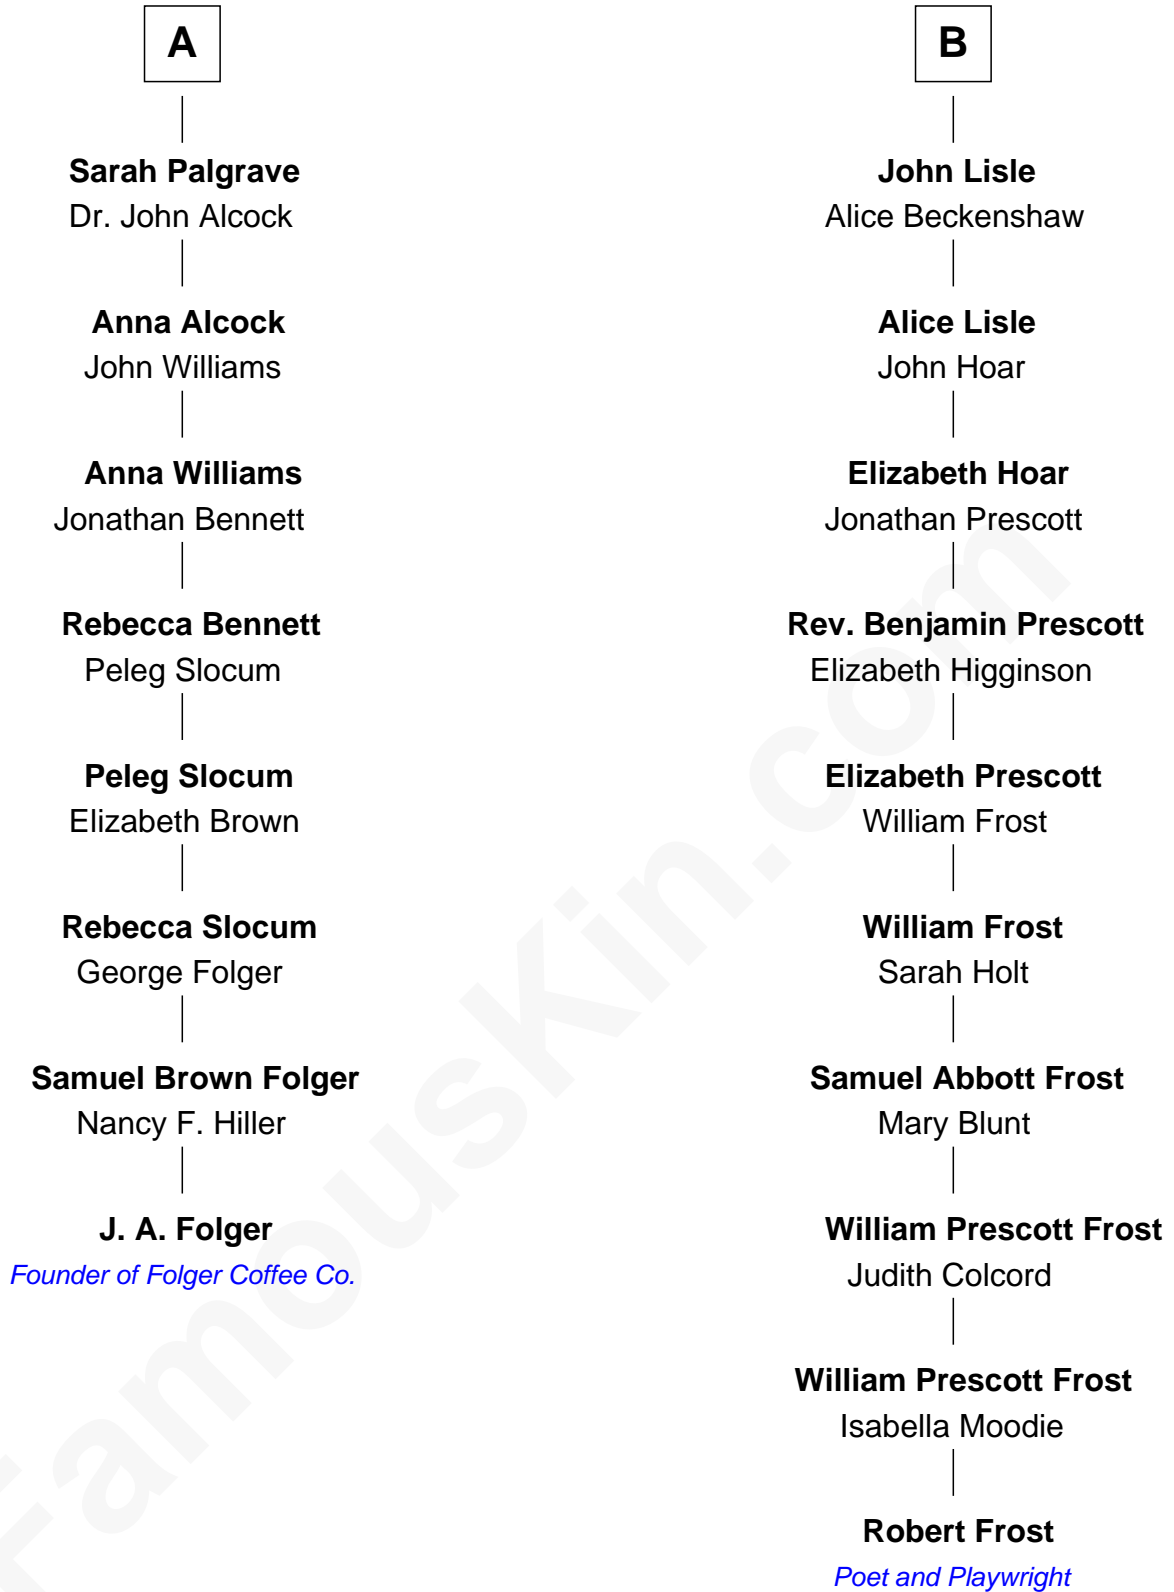 A
Sarah Palgrave
Dr. John Alcock
Anna Alcock
John Williams
Anna Williams
Jonathan Bennett
Rebecca Bennett
Peleg Slocum
Peleg Slocum
Elizabeth Brown
Rebecca Slocum
George Folger
Samuel Brown Folger
Nancy F. Hiller
J. A. Folger
Founder of Folger Coffee Co.
B
John Lisle
Alice Beckenshaw
Alice Lisle
John Hoar
Elizabeth Hoar
Jonathan Prescott
Rev. Benjamin Prescott
Elizabeth Higginson
Elizabeth Prescott
William Frost
William Frost
Sarah Holt
Samuel Abbott Frost
Mary Blunt
William Prescott Frost
Judith Colcord
William Prescott Frost
Isabella Moodie
Robert Frost
Poet and Playwright
FamousKin.com